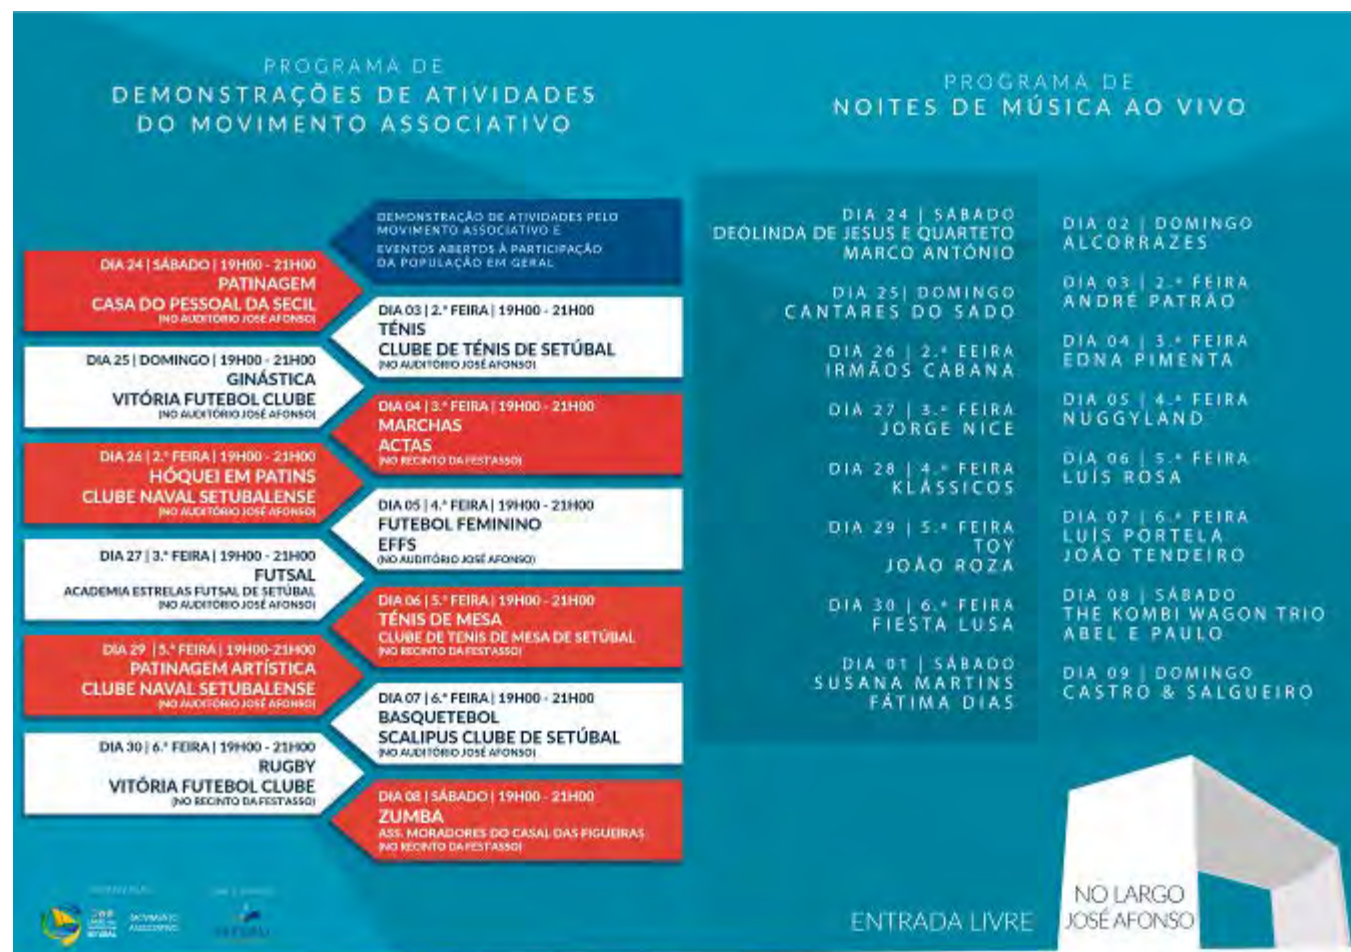 PROGRAMA DE
DEMONSTRAÇÕES DE ATIVIDADES
DO MOVIMENTO ASSOCIATIVO
DEMONSTRAÇÃO DE ATIVIDADES PELO
MOVIMENTO ASSOCIATIVO E
EVENTOS ABERTOS À PARTICIPAÇÃO
DA POPULAÇÃO EM GERAL
DIA 24 | SÁBADO | 19H00 - 21H00
PATINAGEM
CASA DO PESSOAL DA SECIL
(NO AUDITÓRIO JOSÉ AFONSO)
DIA 25 | DOMINGO | 19H00 - 21H00
GINÁSTICA
VITÓRIA FUTEBOL CLUBE
(NO AUDITÓRIO JOSÉ AFONSO)
DIA 26 | 2.ª FEIRA | 19H00 - 21H00
HÓQUEI EM PATINS
CLUBE NAVAL SETUBALENSE
(NO AUDITÓRIO JOSÉ AFONSO)
DIA 27 | 3.ª FEIRA | 19H00 - 21H00
FUTSAL
ACADEMIA ESTRELAS FUTSAL DE SETÚBAL
(NO AUDITÓRIO JOSÉ AFONSO)
DIA 29 | 5.ª FEIRA | 19H00-21H00
PATINAGEM ARTÍSTICA
CLUBE NAVAL SETUBALENSE
(NO AUDITÓRIO JOSÉ AFONSO)
DIA 30 | 6.ª FEIRA | 19H00 - 21H00
RUGBY
VITÓRIA FUTEBOL CLUBE
(NO RECINTO DA FEST'ASSO)
DIA 03 | 2.ª FEIRA | 19H00 - 21H00
TÉNIS
CLUBE DE TÉNIS DE SETÚBAL
(NO AUDITÓRIO JOSÉ AFONSO)
DIA 04 | 3.ª FEIRA | 19H00 - 21H00
MARCHAS
ACTAS
(NO RECINTO DA FEST'ASSO)
DIA 05 | 4.ª FEIRA | 19H00 - 21H00
FUTEBOL FEMININO
EFFS
(NO AUDITÓRIO JOSÉ AFONSO)
DIA 06 | 5.ª FEIRA | 19H00 - 21H00
TÉNIS DE MESA
CLUBE DE TENIS DE MESA DE SETÚBAL
(NO RECINTO DA FEST'ASSO)
DIA 07 | 6.ª FEIRA | 19H00 - 21H00
BASQUETEBOL
SCALIPUS CLUBE DE SETÚBAL
(NO AUDITÓRIO JOSÉ AFONSO)
DIA 08 | SÁBADO | 19H00 - 21H00
ZUMBA
ASS. MORADORES DO CASAL DAS FIGUEIRAS
(NO RECINTO DA FEST'ASSO)
MOVIMENTO
ASSOCIATIVO
PROGRAMA DE
NOITES DE MÚSICA AO VIVO
DIA 24 | SÁBADO
DEOLINDA DE JESUS E QUARTETO
MARCO ANTÓNIO
DIA 25| DOMINGO
CANTARES DO SADO
DIA 26 | 2.ª EEIRA
IRMÃOS CABANA
DIA 27 | 3.ª FEIRA
JORGE NICE
DIA 28 | 4.ª FEIRA
KLÁSSICOS
DIA 29 | 5.ª FEIRA
TOY
JOÃO ROZA
DIA 30 | 6.ª FEIRA
FIESTA LUSA
DIA 01 | SÁBADO
SUSANA MARTINS
FÁTIMA DIAS
DIA 02 | DOMINGO
ALCORRAZES
DIA 03 | 2.ª FEIRA
ANDRÉ PATRÃO
DIA 04 | 3.ª FEIRA
EDNA PIMENTA
DIA 05 | 4.ª FEIRA
NUGGYLAND
DIA 06 | 5.ª FEIRA
LUÍS ROSA
DIA 07 | 6.ª FEIRA
LUÍS PORTELA
JOÃO TENDEIRO
DIA 08 | SÁBADO
THE KOMBI WAGON TRIO
ABEL E PAULO
DIA 09 | DOMINGO
CASTRO & SALGUEIRO
ENTRADA LIVRE
NO LARGO
JOSÉ AFONSO